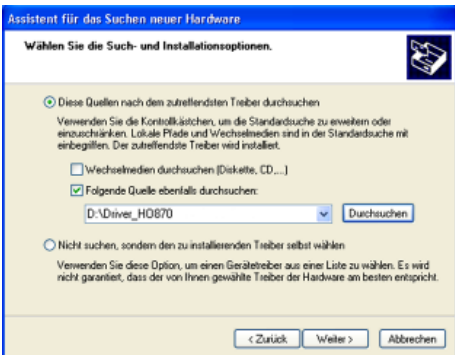 Assistent für das Suchen neuer Hardware
Wählen Sie die Such- und Installationsoptionen.
Diese Quellen nach dem zutreffendsten Treiber durchsuchen
Verwenden Sie die Kontrollkästchen, um die Standardsuche zu erweitern oder
einzuschränken. Lokale Pfade und Wechselmedien sind in der Standardsuche mit
einbegriffen. Der zutreffendste Treiber wird installiert.
Wechselmedien durchsuchen (Diskette, CD,...)
Folgende Quelle ebenfalls durchsuchen:
D:\Driver_HO870
Durchsuchen
Nicht suchen, sondern den zu installierenden Treiber selbst wählen
Verwenden Sie diese Option, um einen Gerätetreiber aus einer Liste zu wählen. Es wird
nicht garantiert, dass der von Ihnen gewählte Treiber der Hardware am besten entspricht.
< Zurück Weiter > Abbrechen